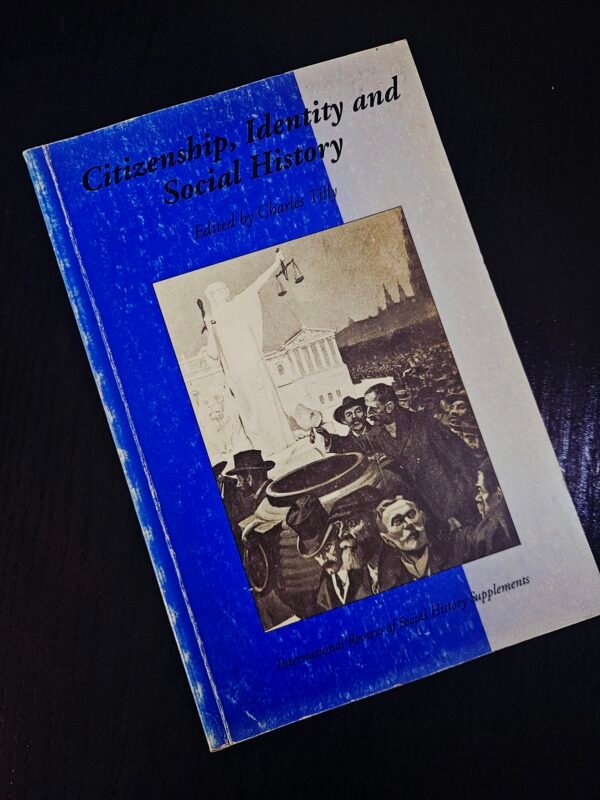 Citizenship, Identity and
Social History
Edited by Charles Tilly
International Review of Social History Supplements